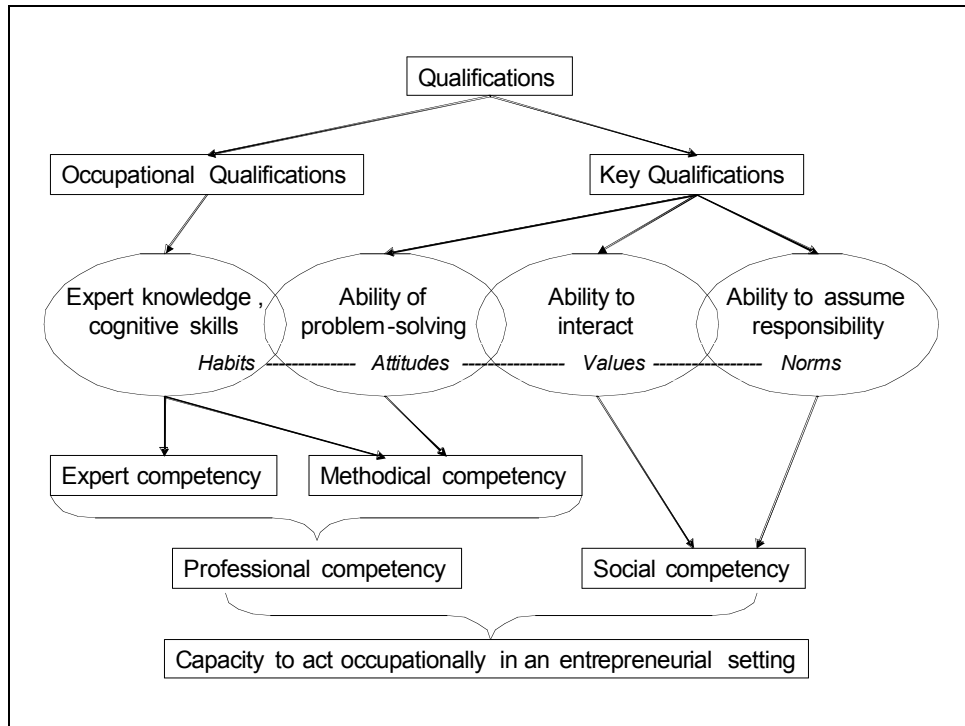 Qualifications
Occupational Qualifications
Key Qualifications
Expert knowledge ,
cognitive skills
Ability of
problem-solving
Ability to
interact
Ability to assume
responsibility
Habits ------- Attitudes ------- Values ------- Norms
Expert competency
Methodical competency
Professional competency
Social competency
Capacity to act occupationally in an entrepreneurial setting